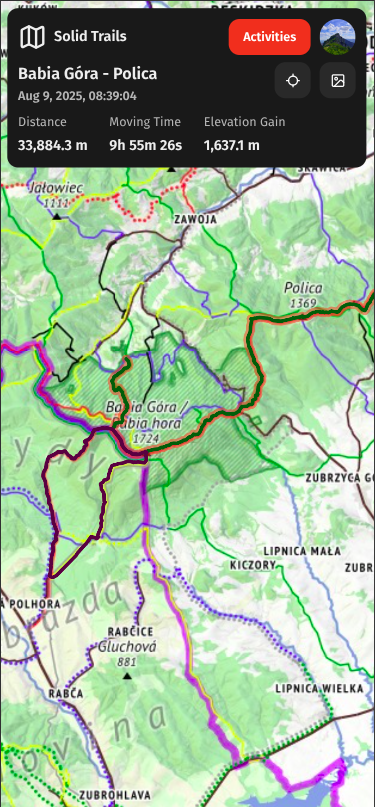 Solid Trails
Activities
Babia Góra - Polica
Aug 9, 2025, 08:39:04
Distance
Moving Time
Elevation Gain
33,884.3 m
9h 55m 26s
1,637.1 m
Jałowiec
1111
ZAWOJA
Polica
1369
Babia Góra /
Babia hora
1724
ZUBRZYCA GÓ
LIPNICA MAŁA
KICZORY
ZUBR
A POLHORA
RABČICE
Gluchová
881
RABČA
LIPNICA WIELKA
ZUBROHLAVA